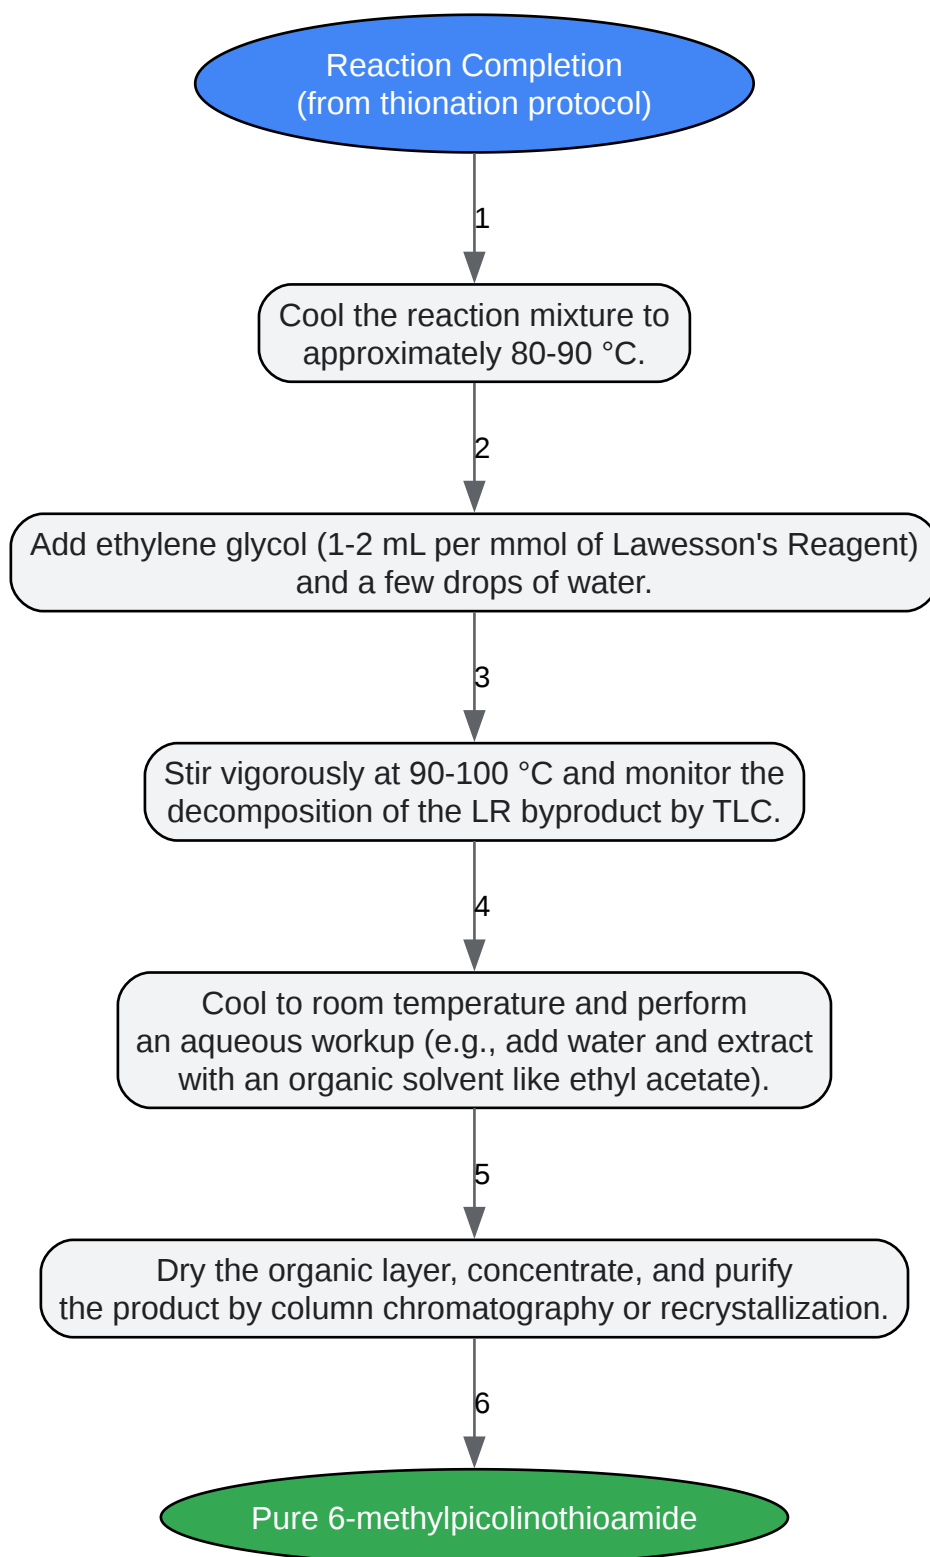 Reaction Completion
(from thionation protocol)
1
Cool the reaction mixture to
approximately 80-90 °C.
2
Add ethylene glycol (1-2 mL per mmol of Lawesson's Reagent)
and a few drops of water.
3
Stir vigorously at 90-100 °C and monitor the
decomposition of the LR byproduct by TLC.
4
Cool to room temperature and perform
an aqueous workup (e.g., add water and extract
with an organic solvent like ethyl acetate).
5
Dry the organic layer, concentrate, and purify
the product by column chromatography or recrystallization.
6
Pure 6-methylpicolinothioamide